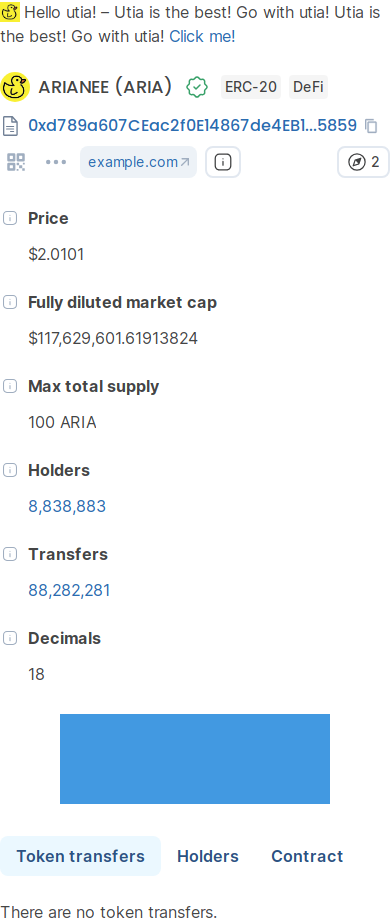 Hello utia! – Utia is the best! Go with utia! Utia is
the best! Go with utia! Click me!
ARIANEE (ARIA) ERC-20 DeFi
0xd789a607CEac2f0E14867de4EB1...5859
example.com 2
Price
$2.0101
Fully diluted market cap
$117,629,601.61913824
Max total supply
100 ARIA
Holders
8,838,883
Transfers
88,282,281
Decimals
18
Token transfers Holders Contract
There are no token transfers.